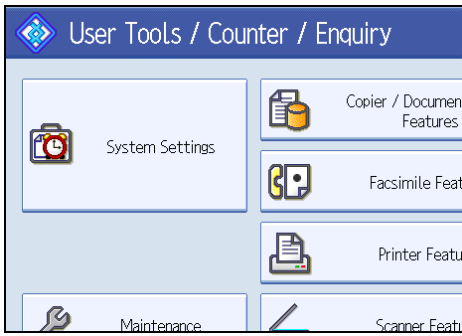 User Tools / Counter / Enquiry
System Settings
Copier / Documen
Features
Facsimile Feat
Printer Featu
Maintenance
Scanner Featu